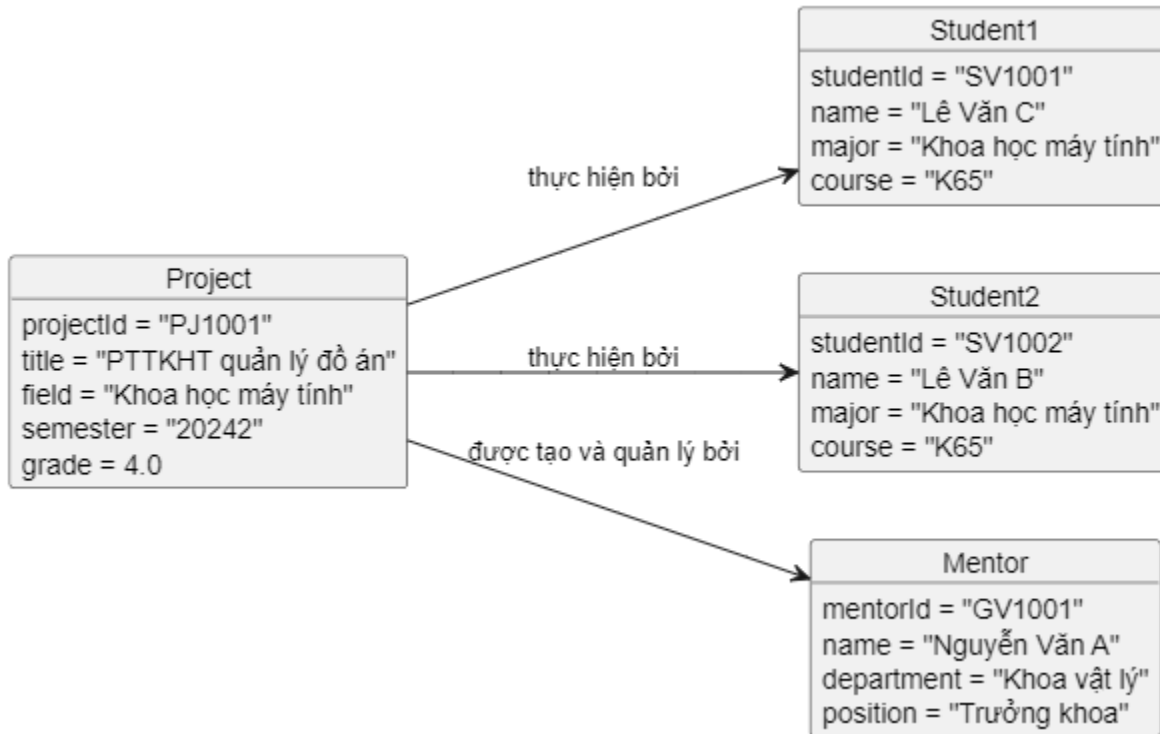 Student1
studentId = "SV1001"
name = "Lê Văn C"
major = "Khoa học máy tính"
course = "K65"
thực hiện bởi
Project
projectId = "PJ1001"
title = "PTTKHT quản lý đồ án"
field = "Khoa học máy tính"
semester = "20242"
grade = 4.0
thực hiện bởi
Student2
studentId = "SV1002"
name = "Lê Văn B"
major = "Khoa học máy tính"
course = "K65"
được tạo và quản lý bởi
Mentor
mentorId = "GV1001"
name = "Nguyễn Văn A"
department = "Khoa vật lý"
position = "Trưởng khoa"